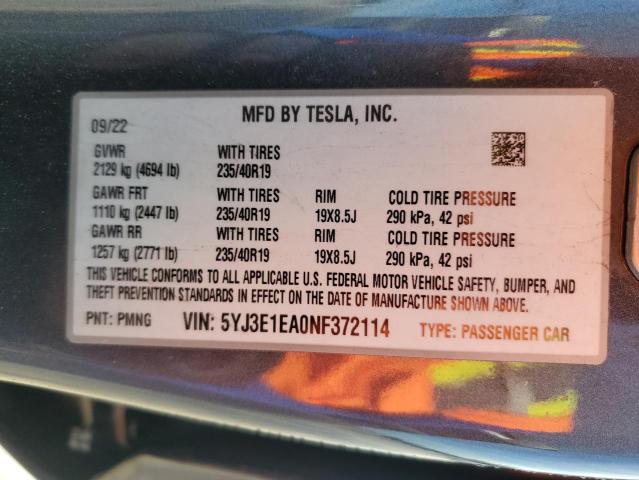 MFD BY TESLA, INC.
09/22
GVWR WITH TIRES
2129 kg (4694 lb) 235/40R19
GAWR FRT WITH TIRES RIM COLD TIRE PRESSURE
1110 kg (2447 lb) 235/40R19 19X8.5J 290 kPa, 42 psi
GAWR RR WITH TIRES RIM COLD TIRE PRESSURE
1257 kg (2771 lb) 235/40R19 19X8.5J 290 kPa, 42 psi
THIS VEHICLE CONFORMS TO ALL APPLICABLE U.S. FEDERAL MOTOR VEHICLE SAFETY, BUMPER, AND
THEFT PREVENTION STANDARDS IN EFFECT ON THE DATE OF MANUFACTURE SHOWN ABOVE.
PNT: PMNG VIN: 5YJ3E1EA0NF372114 TYPE: PASSENGER CAR